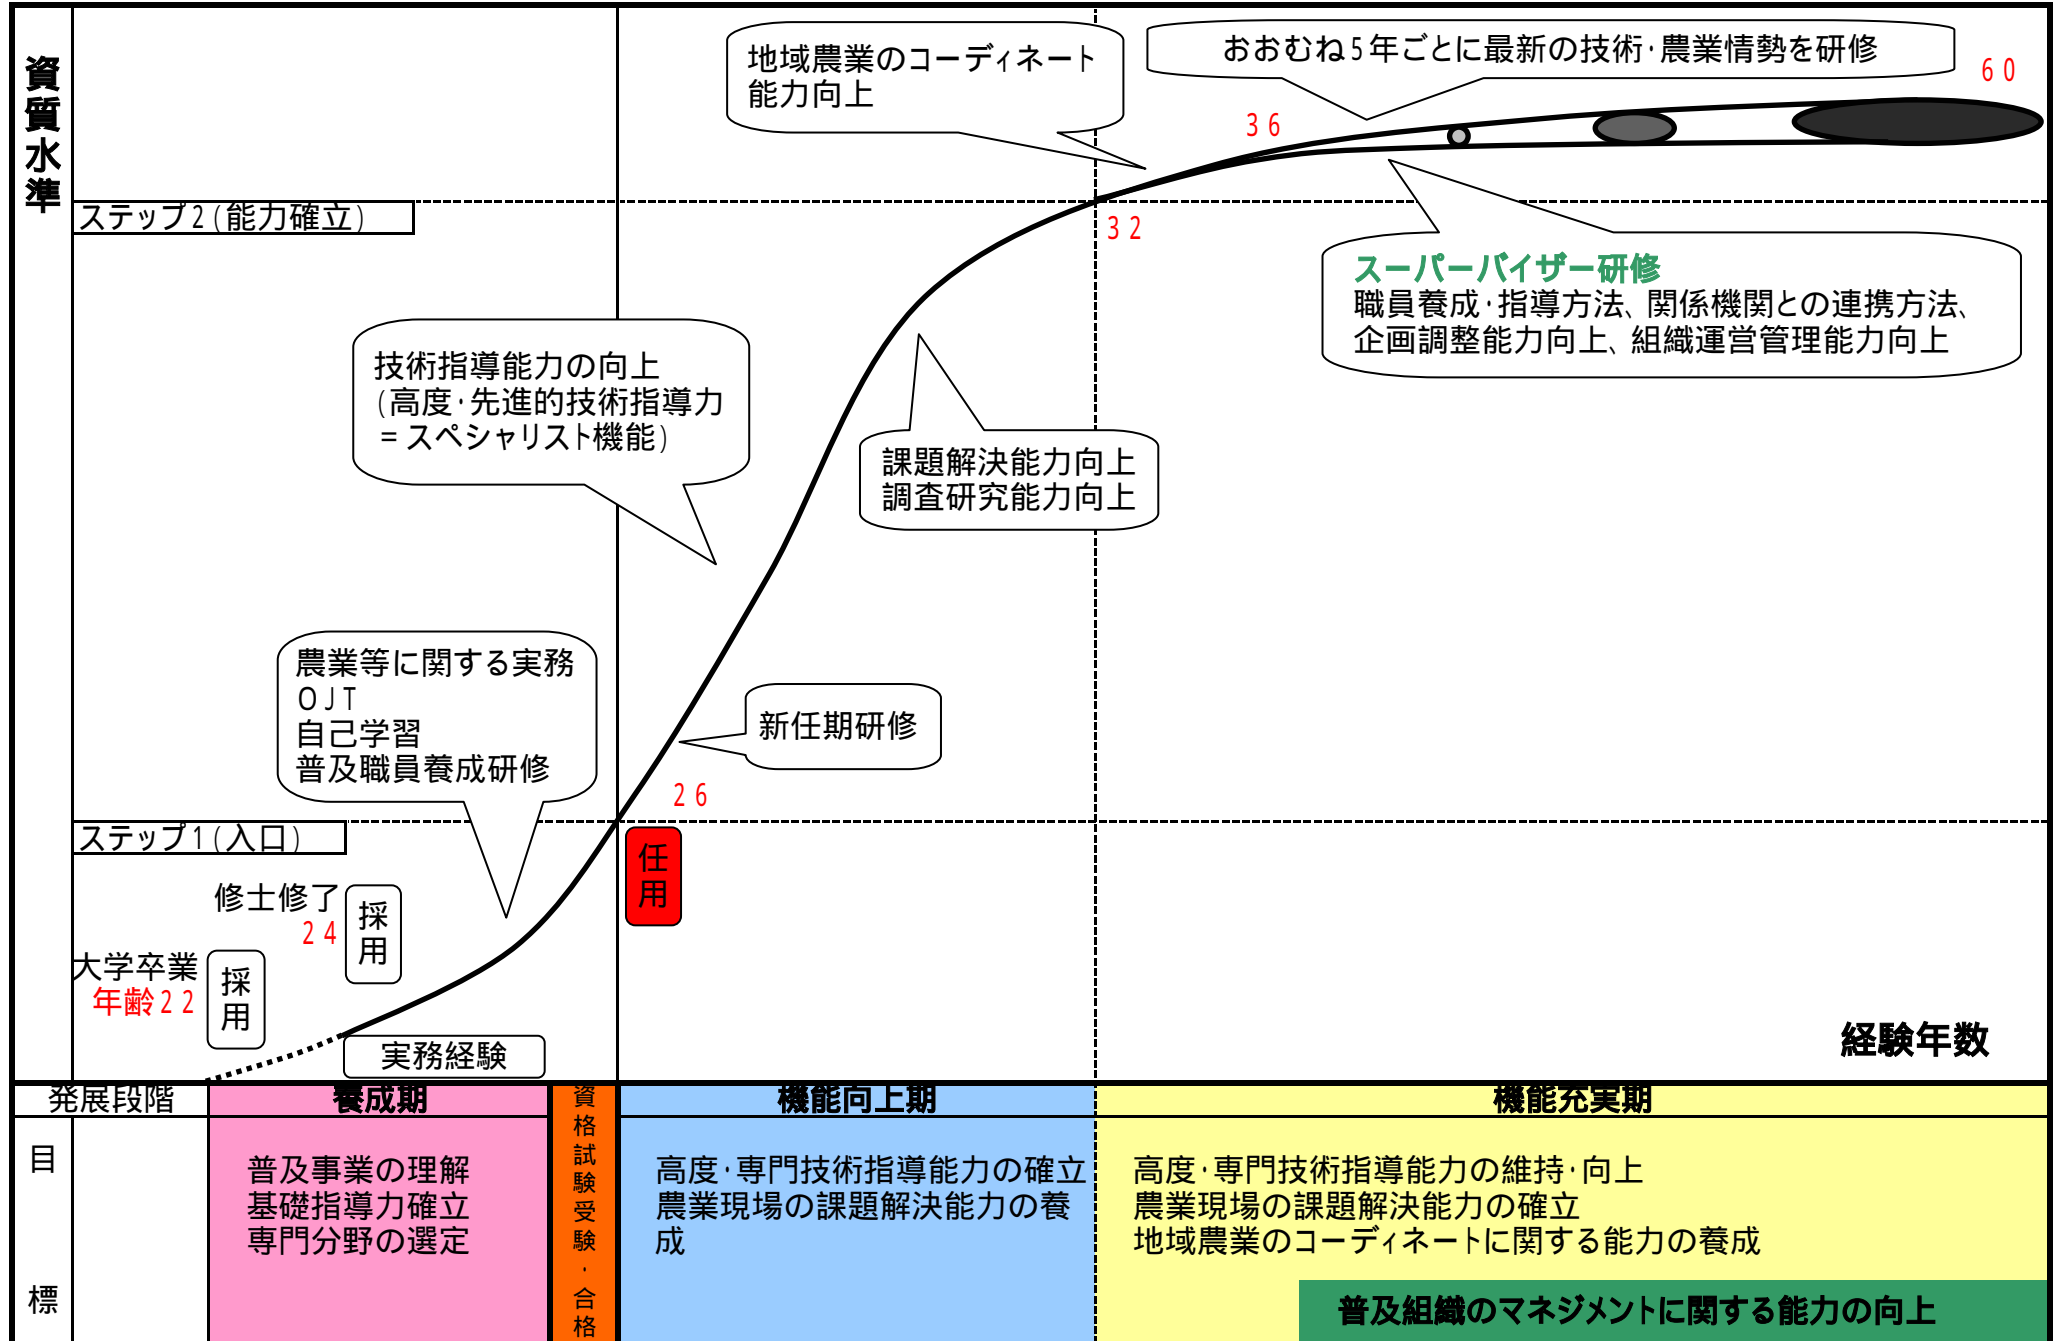 資質水準
地域農業のコーディネート
能力向上
おおむね5年ごとに最新の技術・農業情勢を研修
60
36
ステップ2(能力確立)
32
スーパーバイザー研修
職員養成・指導方法、関係機関との連携方法、
企画調整能力向上、組織運営管理能力向上
技術指導能力の向上
(高度・先進的技術指導力
=スペシャリスト機能)
課題解決能力向上
調査研究能力向上
農業等に関する実務
OJT
自己学習
普及職員養成研修
新任期研修
26
ステップ1(入口)
任用
修士修了
24
採用
大学卒業
年齢22
採用
実務経験
経験年数
発展段階
養成期
資格試験受験・合格
機能向上期
機能充実期
目標
普及事業の理解
基礎指導力確立
専門分野の選定
高度・専門技術指導能力の確立
農業現場の課題解決能力の養
成
高度・専門技術指導能力の維持・向上
農業現場の課題解決能力の確立
地域農業のコーディネートに関する能力の養成
普及組織のマネジメントに関する能力の向上